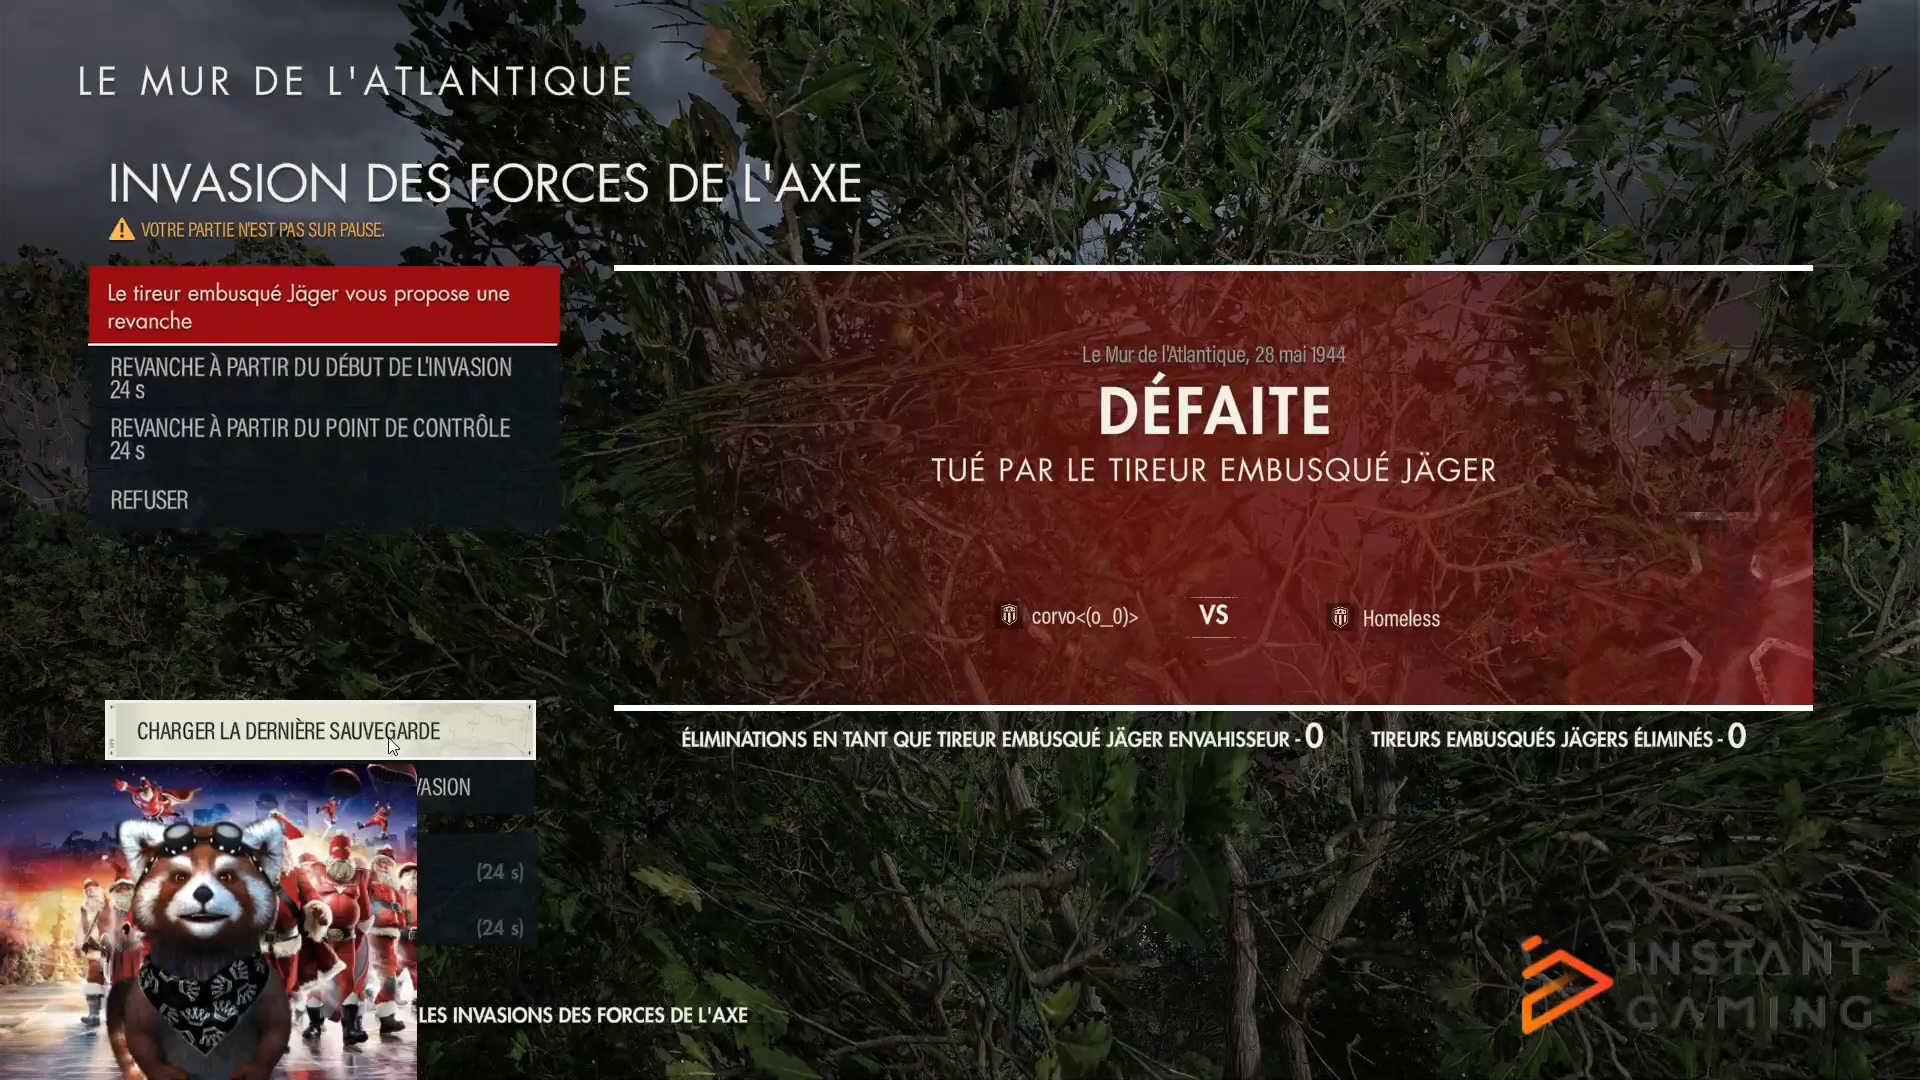 LE MUR DE L'ATLANTIQUE
INVASION DES FORCES DE L'AXE
VOTRE PARTIE N'EST PAS SUR PAUSE.
Le tireur embusqué Jäger vous propose une
revanche
REVANCHE À PARTIR DU DÉBUT DE L'INVASION
24 s
REVANCHE À PARTIR DU POINT DE CONTRÔLE
24 s
REFUSER
Le Mur de l'Atlantique, 28 mai 1944
DÉFAITE
TUÉ PAR LE TIREUR EMBUSQUÉ JÄGER
corvo<(o_0)> VS Homeless
CHARGER LA DERNIÈRE SAUVEGARDE
ÉLIMINATIONS EN TANT QUE TIREUR EMBUSQUÉ JÄGER ENVAHISSEUR - 0 TIREURS EMBUSQUÉS JÄGERS ÉLIMINÉS - 0
VASION
(24 s)
(24 s)
LES INVASIONS DES FORCES DE L'AXE
INSTANT
GAMING